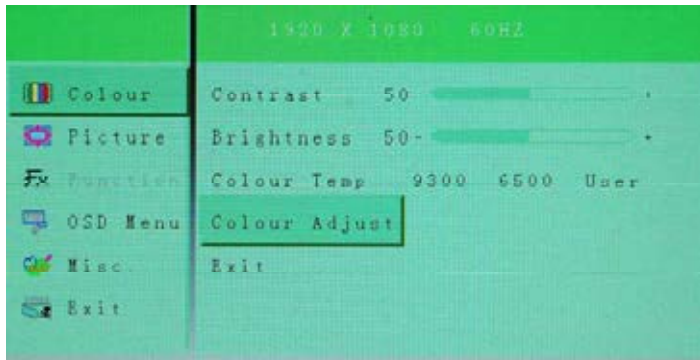 1920 X 1080 60HZ
Colour
Picture
Function
OSD Menu
Misc.
Exit
Contrast 50 +
Brightness 50 - +
Colour Temp 9300 6500 User
Colour Adjust
Exit